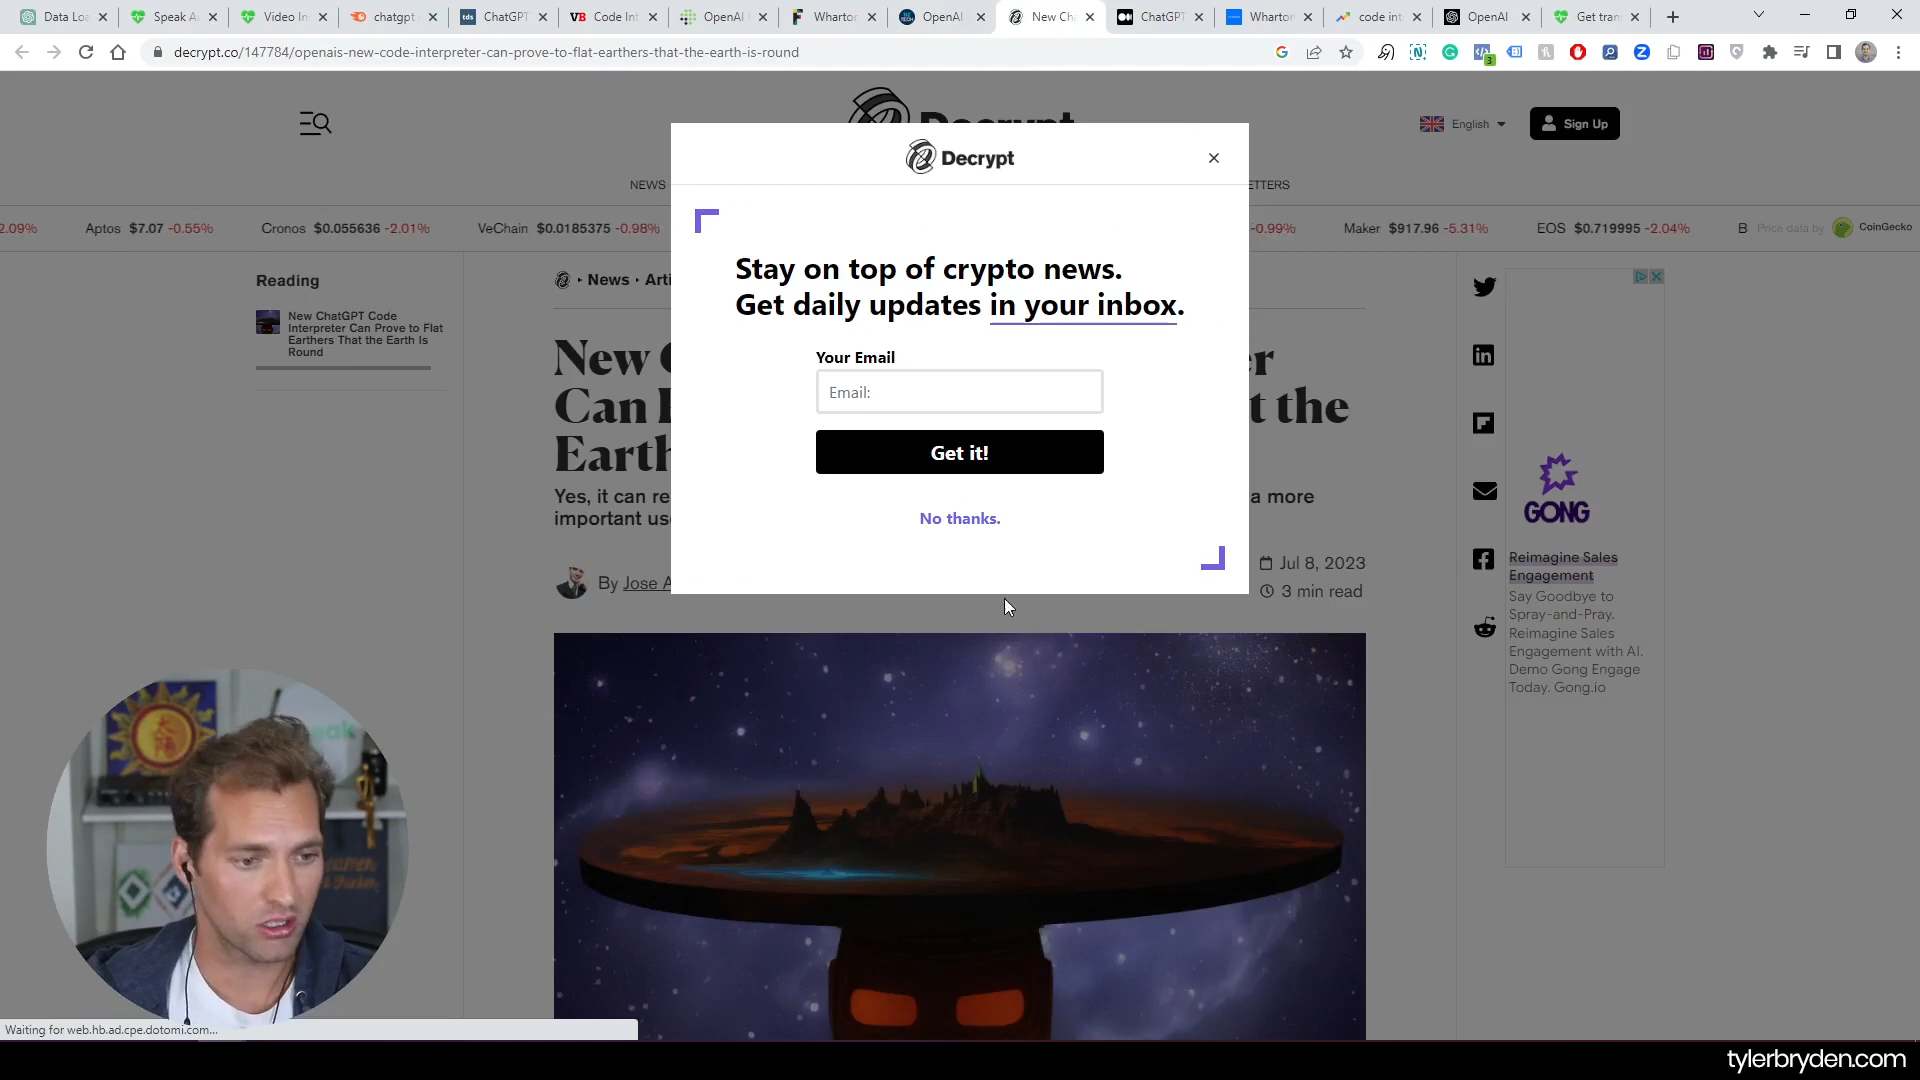 Data Loa
Speak A
Video In
chatgpt
ChatGPT
Code Int
OpenAI
Wharton
OpenAI
New Ch
ChatGPT
Wharton
code int
OpenAI
Get tran
decrypt.co/147784/openais-new-code-interpreter-can-prove-to-flat-earthers-that-the-earth-is-round
3
Decrypt
English
Sign Up
NEWS
ETTERS
2.09%
Aptos $7.07 -0.55%
Cronos $0.055636 -2.01%
VeChain $0.0185375 -0.98%
-0.99%
Maker $917.96 -5.31%
EOS $0.719995 -2.04%
B
Price data by CoinGecko
Decrypt
Stay on top of crypto news.
Get daily updates in your inbox.
Your Email
Email:
Get it!
No thanks.
Reading
New ChatGPT Code
Interpreter Can Prove to Flat
Earthers That the Earth Is
Round
News
Arti
New
er
Can
t the
Earth
Yes, it can re
a more
important us
By Jose A
Jul 8, 2023
3 min read
GONG
Reimagine Sales
Engagement
Say Goodbye to
Spray-and-Pray.
Reimagine Sales
Engagement with AI.
Demo Gong Engage
Today. Gong.io
Waiting for web.hb.ad.cpe.dotomi.com...
tylerbryden.com